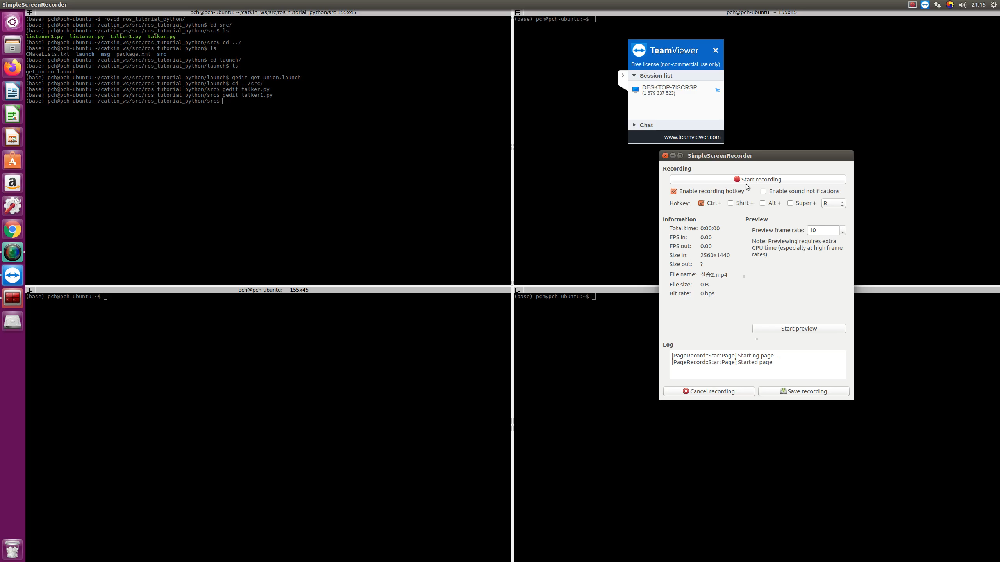 SimpleScreenRecorder
21:15
pch@pch-ubuntu: ~/catkin_ws/src/ros_tutorial_python/src 155x45
(base) pch@pch-ubuntu:~$ roscd ros_tutorial_python/
(base) pch@pch-ubuntu:~/catkin_ws/src/ros_tutorial_python$ cd src/
(base) pch@pch-ubuntu:~/catkin_ws/src/ros_tutorial_python/src$ ls
listener1.py listener.py talker1.py talker.py
(base) pch@pch-ubuntu:~/catkin_ws/src/ros_tutorial_python/src$ cd ../
(base) pch@pch-ubuntu:~/catkin_ws/src/ros_tutorial_python$ ls
CMakeLists.txt launch msg package.xml src
(base) pch@pch-ubuntu:~/catkin_ws/src/ros_tutorial_python$ cd launch/
(base) pch@pch-ubuntu:~/catkin_ws/src/ros_tutorial_python/launch$ ls
get_union.launch
(base) pch@pch-ubuntu:~/catkin_ws/src/ros_tutorial_python/launch$ gedit get_union.launch
(base) pch@pch-ubuntu:~/catkin_ws/src/ros_tutorial_python/launch$ cd ../src/
(base) pch@pch-ubuntu:~/catkin_ws/src/ros_tutorial_python/src$ gedit talker.py
(base) pch@pch-ubuntu:~/catkin_ws/src/ros_tutorial_python/src$ gedit talker1.py
(base) pch@pch-ubuntu:~/catkin_ws/src/ros_tutorial_python/src$
pch@pch-ubuntu: ~ 155x45
(base) pch@pch-ubuntu:~$
TeamViewer
Free license (non-commercial use only)
Session list
DESKTOP-7ISCRSP
(1 679 337 523)
Chat
www.teamviewer.com
SimpleScreenRecorder
Recording
Start recording
Enable recording hotkey
Enable sound notifications
Hotkey: Ctrl + Shift + Alt + Super + R
Information
Total time: 0:00:00
FPS in: 0.00
FPS out: 0.00
Size in: 2560x1440
Size out: ?
File name: 실습2.mp4
File size: 0 B
Bit rate: 0 bps
Preview
Preview frame rate: 10
Note: Previewing requires extra
CPU time (especially at high frame
rates).
Start preview
Log
[PageRecord::StartPage] Starting page ...
[PageRecord::StartPage] Started page.
Cancel recording
Save recording
pch@pch-ubuntu: ~ 155x45
(base) pch@pch-ubuntu:~$
(base) pch@pch-ubuntu:~$